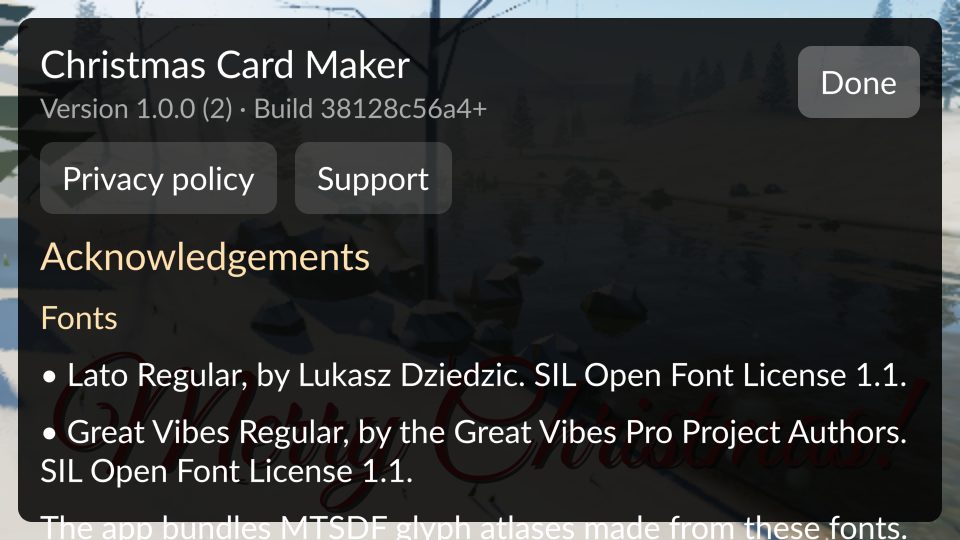 Christmas Card Maker
Done
Version 1.0.0 (2) · Build 38128c56a4+
Privacy policy
Support
Acknowledgements
Fonts
• Lato Regular, by Lukasz Dziedzic. SIL Open Font License 1.1.
• Great Vibes Regular, by the Great Vibes Pro Project Authors.
SIL Open Font License 1.1.
Merry Christmas!
The app bundles MTSDF glyph atlases made from these fonts.